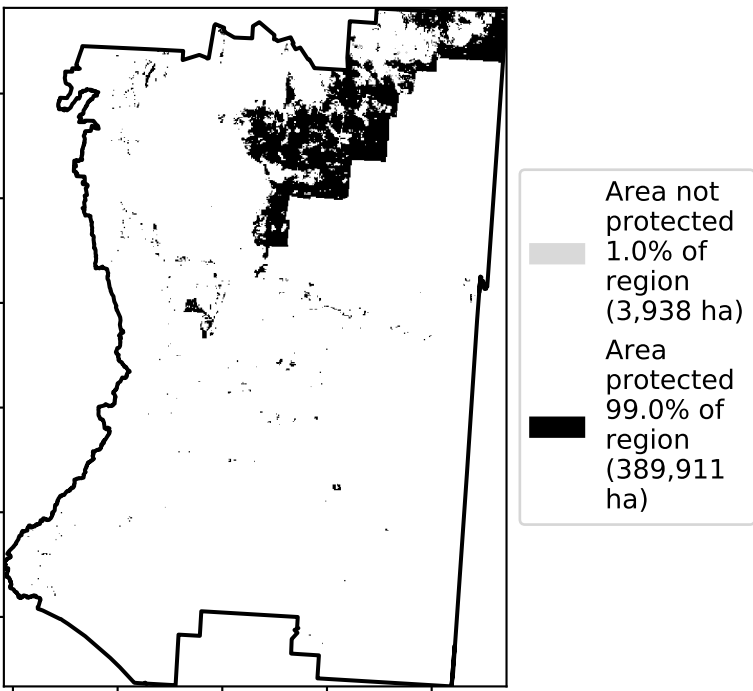 Area not
protected
1.0% of
region
(3,938 ha)
Area
protected
99.0% of
region
(389,911
ha)